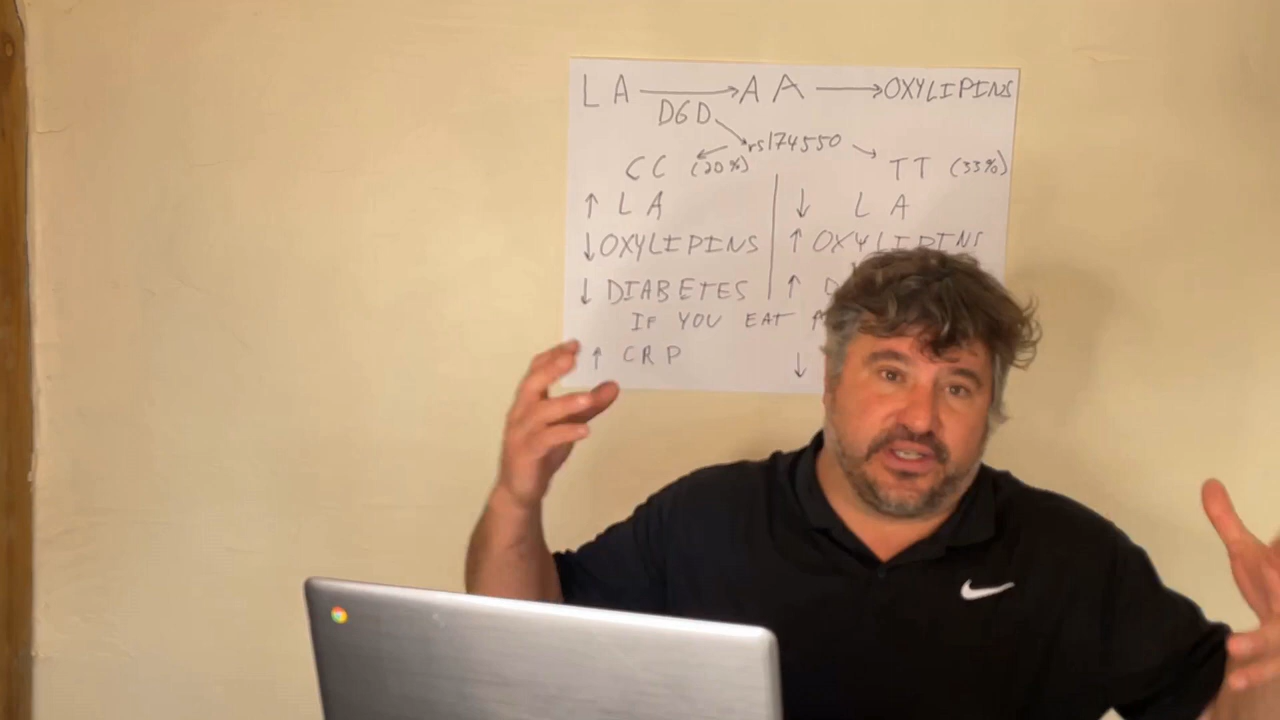 LA → AA → OXYLIPINS
D6D
rs174550
CC (20%) TT (33%)
↑ LA ↓ LA
↓ OXYLIPINS ↑ OXYLIPINS
↓ DIABETES ↑ D
IF YOU EAT ↑
↑ CRP ↓